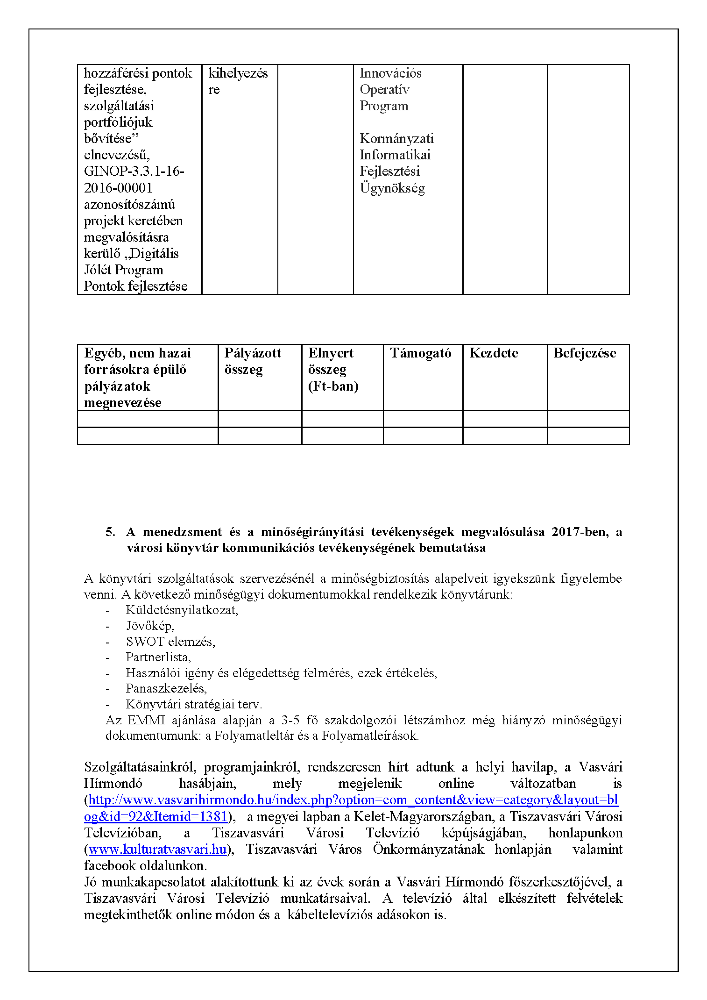 hozzáférési pontok
fejlesztése,
szolgáltatási
portfóliójuk
bővítése”
elnevezésű,
GINOP-3.3.1-16-
2016-00001
azonosítószámú
projekt keretében
megvalósításra
kerülő „Digitális
Jólét Program
Pontok fejlesztése
kihelyezés
re
Innovációs
Operatív
Program
Kormányzati
Informatikai
Fejlesztési
Ügynökség
Egyéb, nem hazai
forrásokra épülő
pályázatok
megnevezése
Pályázott
összeg
Elnyert
összeg
(Ft-ban)
Támogató
Kezdete
Befejezése
5. A menedzsment és a minőségirányítási tevékenységek megvalósulása 2017-ben, a
városi könyvtár kommunikációs tevékenységének bemutatása
A könyvtári szolgáltatások szervezésénél a minőségbiztosítás alapelveit igyekszünk figyelembe
venni. A következő minőségügyi dokumentumokkal rendelkezik könyvtárunk:
- Küldetésnyilatkozat,
- Jövőkép,
- SWOT elemzés,
- Partnerlista,
- Használói igény és elégedettség felmérés, ezek értékelés,
- Panaszkezelés,
- Könyvtári stratégiai terv.
Az EMMI ajánlása alapján a 3-5 fő szakdolgozói létszámhoz még hiányzó minőségügyi
dokumentumunk: a Folyamatleltár és a Folyamatleírások.
Szolgáltatásainkról, programjainkról, rendszeresen hírt adtunk a helyi havilap, a Vasvári
Hírmondó hasábjain, mely megjelenik online változatban is
(http://www.vasvarihirmondo.hu/index.php?option=com_content&view=category&layout=bl
og&id=92&Itemid=1381), a megyei lapban a Kelet-Magyarországban, a Tiszavasvári Városi
Televízióban, a Tiszavasvári Városi Televízió képújságjában, honlapunkon
(www.kulturatvasvari.hu), Tiszavasvári Város Önkormányzatának honlapján valamint
facebook oldalunkon.
Jó munkakapcsolatot alakítottunk ki az évek során a Vasvári Hírmondó főszerkesztőjével, a
Tiszavasvári Városi Televízió munkatársaival. A televízió által elkészített felvételek
megtekinthetők online módon és a kábeltelevíziós adásokon is.